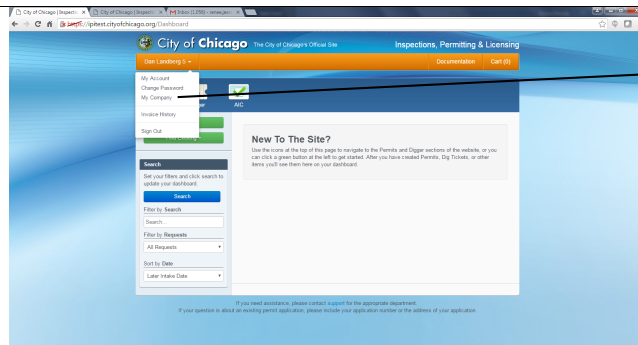 City of Chicago | Inspecti
City of Chicago | Inspecti
M Inbox (1,256)
https://ipitest.cityofchicago.org/Dashboard
City of Chicago The City of Chicago's Official Site
Inspections, Permitting & Licensing
Dan Landberg S
Documentation
Cart (0)
My Account
Change Password
My Company
Invoice History
Sign Out
AIC
New To The Site?
Use the icons at the top of this page to navigate to the Permits and Digger sections of the website, or you
can click a green button at the left to get started. After you have created Permits, Dig Tickets, or other
items you'll see them here on your dashboard.
Search
Set your filters and click search to
update your dashboard
Search
Filter by Search
Search...
Filter by Requests
All Requests
Sort by Date
Later Intake Date
If you need assistance, please contact support for the appropriate department.
If your question is about an existing permit application, please include your application number or the address of your application.